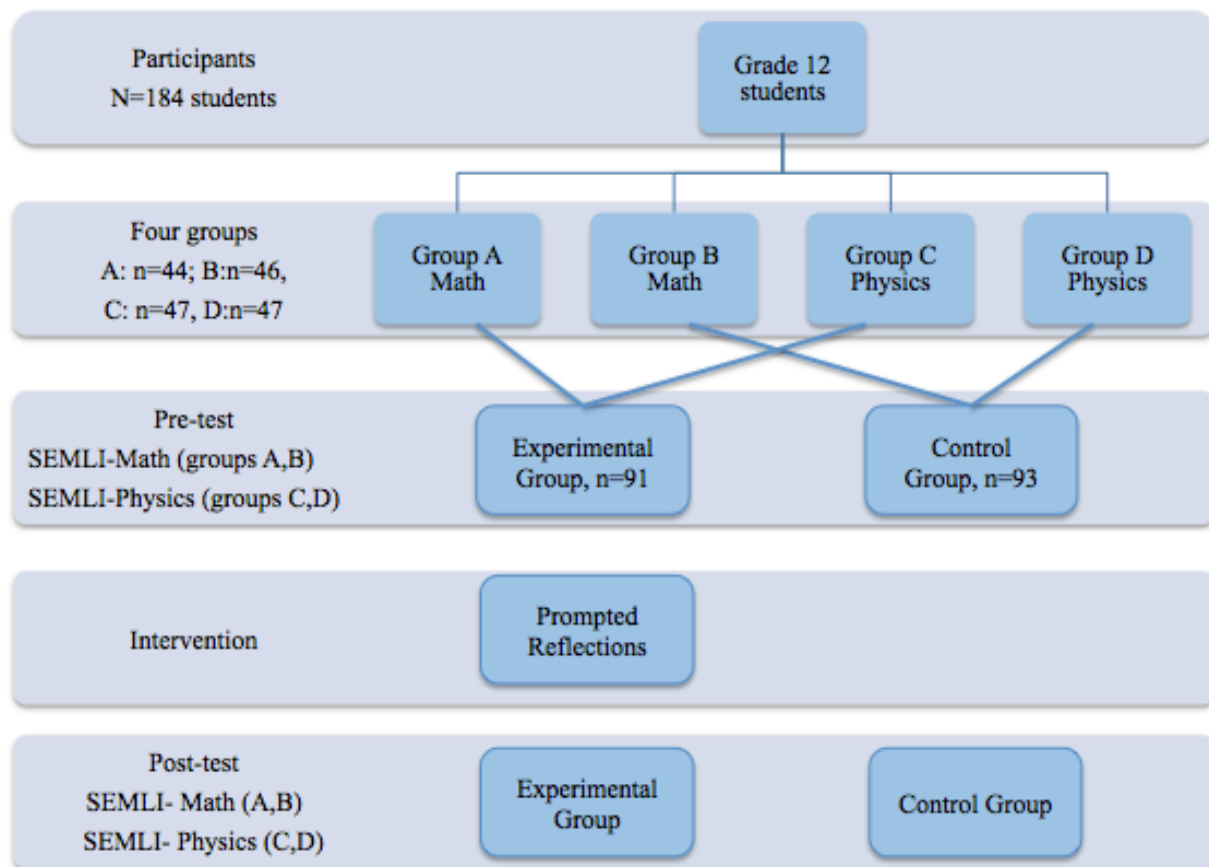 Participants
N=184 students
Grade 12
students
Four groups
A: n=44; B:n=46,
C: n=47, D:n=47
Group A
Math
Group B
Math
Group C
Physics
Group D
Physics
Pre-test
SEMLI-Math (groups A,B)
SEMLI-Physics (groups C,D)
Experimental
Group, n=91
Control
Group, n=93
Intervention
Prompted
Reflections
Post-test
SEMLI- Math (A,B)
SEMLI- Physics (C,D)
Experimental
Group
Control Group